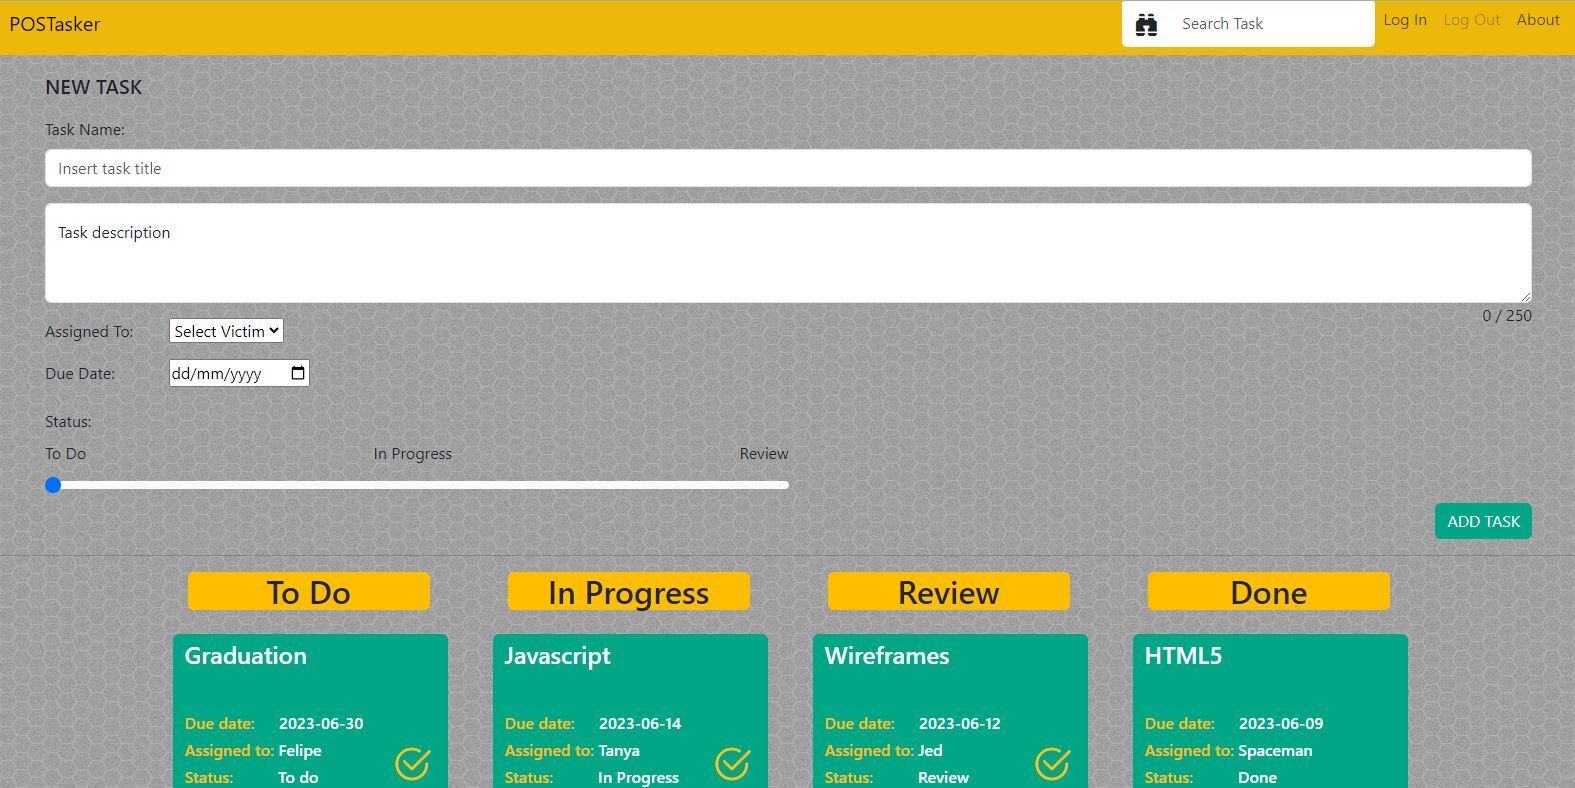 POSTasker Search Task Log In Log Out About
NEW TASK
Task Name:
Insert task title
Task description
0 / 250
Assigned To: Select Victim
Due Date: dd/mm/yyyy
Status:
To Do In Progress Review
ADD TASK
To Do In Progress Review Done
Graduation Javascript Wireframes HTML5
Due date: 2023-06-30 Due date: 2023-06-14 Due date: 2023-06-12 Due date: 2023-06-09
Assigned to: Felipe Assigned to: Tanya Assigned to: Jed Assigned to: Spaceman
Status: To do Status: In Progress Status: Review Status: Done